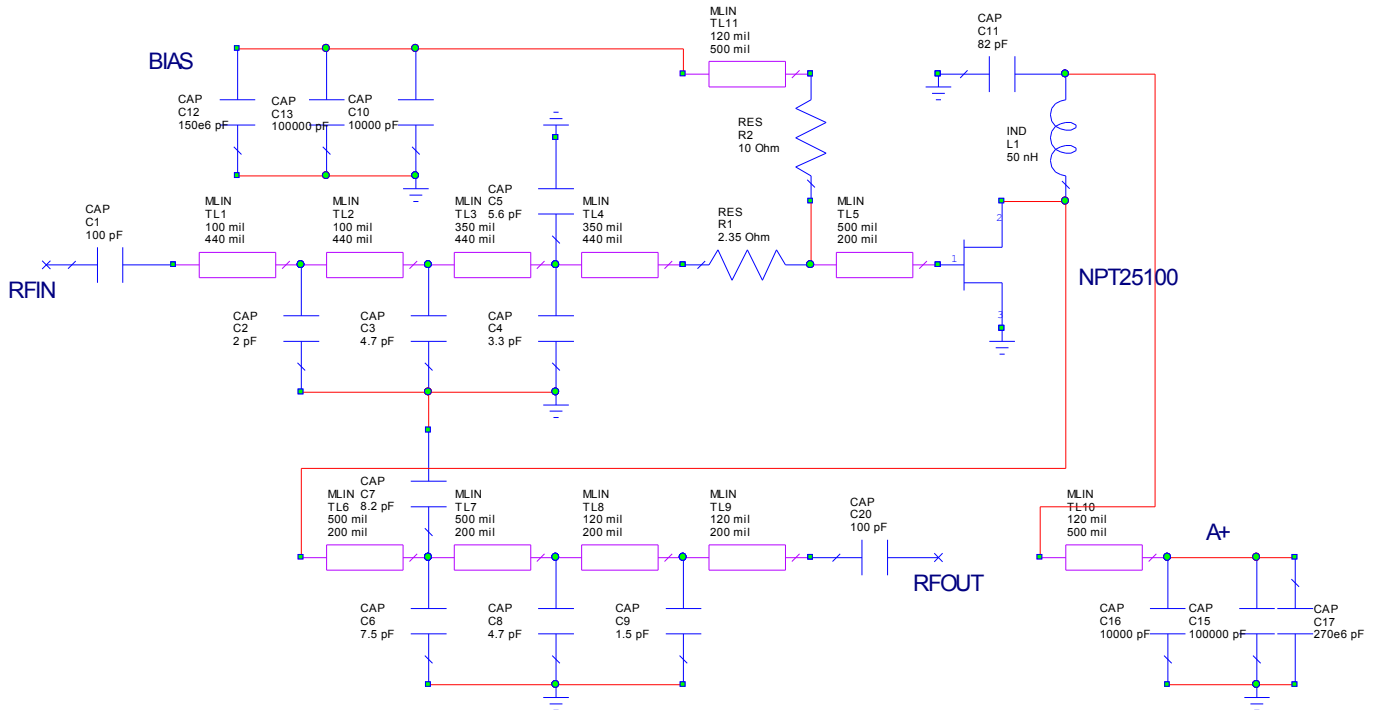 MLIN
TL11
120 mil
500 mil
CAP
C11
82 pF
BIAS
CAP
C12
150e6 pF
CAP
C13
100000 pF
CAP
C10
10000 pF
RES
R2
10 Ohm
IND
L1
50 nH
CAP
C1
100 pF
MLIN
TL1
100 mil
440 mil
MLIN
TL2
100 mil
440 mil
MLIN
TL3
350 mil
440 mil
CAP
C5
5.6 pF
MLIN
TL4
350 mil
440 mil
RES
R1
2.35 Ohm
MLIN
TL5
500 mil
200 mil
2
1
3
NPT25100
RFIN
CAP
C2
2 pF
CAP
C3
4.7 pF
CAP
C4
3.3 pF
MLIN
TL6
500 mil
200 mil
CAP
C7
8.2 pF
MLIN
TL7
500 mil
200 mil
MLIN
TL8
120 mil
200 mil
MLIN
TL9
120 mil
200 mil
CAP
C20
100 pF
RFOUT
MLIN
TL10
120 mil
500 mil
A+
CAP
C6
7.5 pF
CAP
C8
4.7 pF
CAP
C9
1.5 pF
CAP
C16
10000 pF
CAP
C15
100000 pF
CAP
C17
270e6 pF